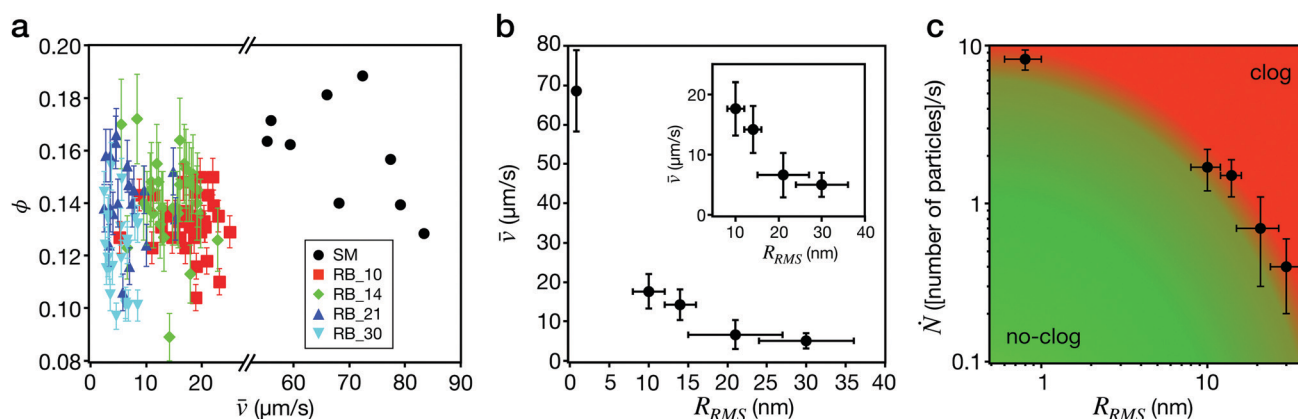 a
0.20
0.18
0.16
0.14
0.12
0.10
0.08
ϕ
0 10 20 60 70 80 90
v̄ (µm/s)
SM
RB_10
RB_14
RB_21
RB_30
b
80
70
60
50
40
30
20
10
0
v̄ (µm/s)
0 5 10 15 20 25 30 35 40
R_RMS (nm)
20
10
0
v̄ (µm/s)
10 20 30 40
R_RMS (nm)
c
10
1
0.1
Ṅ ([number of particles]/s)
clog
no-clog
1 10
R_RMS (nm)